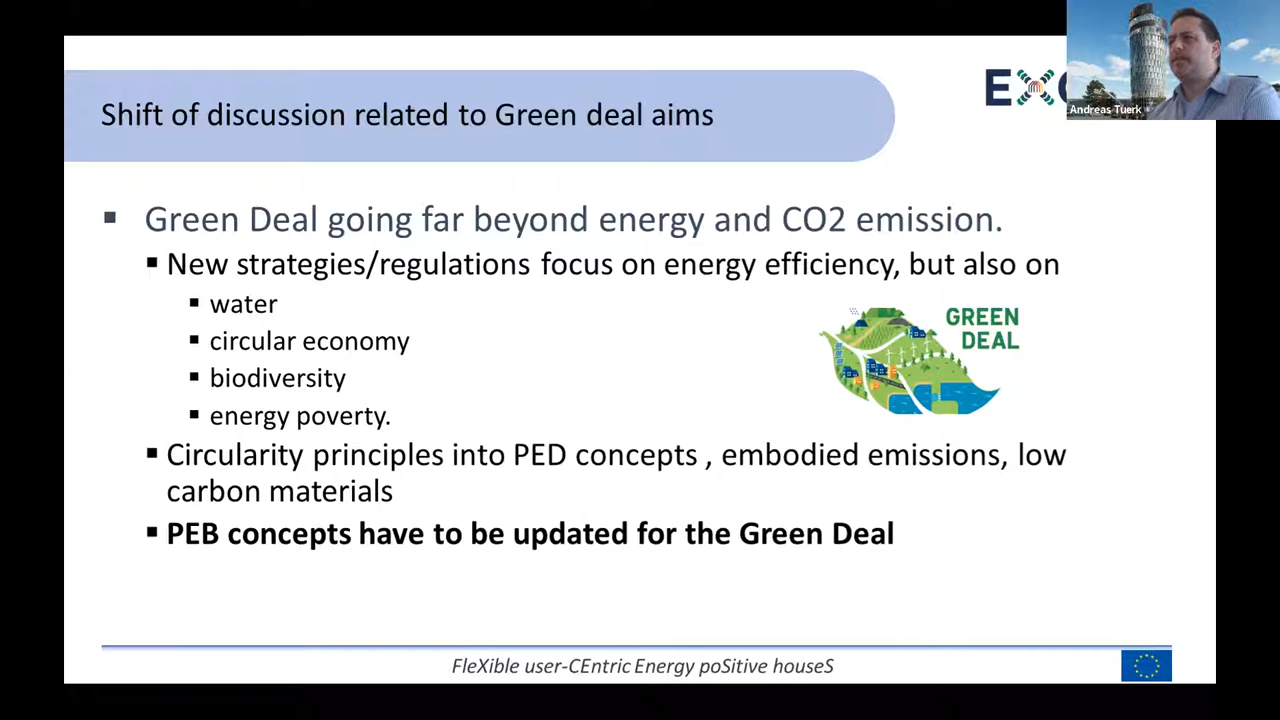 Shift of discussion related to Green deal aims
EX
Andreas Tuerk
▪ Green Deal going far beyond energy and CO2 emission.
▪ New strategies/regulations focus on energy efficiency, but also on
▪ water
▪ circular economy
▪ biodiversity
▪ energy poverty.
GREEN
DEAL
▪ Circularity principles into PED concepts , embodied emissions, low
carbon materials
▪ PEB concepts have to be updated for the Green Deal
FleXible user-CEntric Energy poSitive houseS